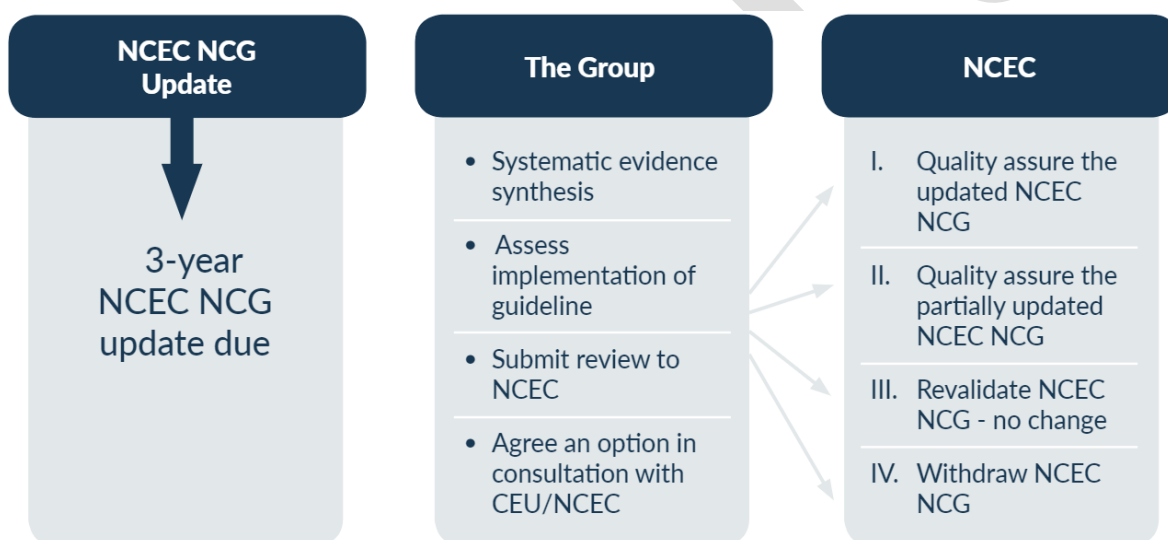 NCEC NCG
Update
3-year
NCEC NCG
update due
The Group
• Systematic evidence
synthesis
• Assess
implementation of
guideline
• Submit review to
NCEC
• Agree an option in
consultation with
CEU/NCEC
NCEC
I. Quality assure the
updated NCEC
NCG
II. Quality assure the
partially updated
NCEC NCG
III. Revalidate NCEC
NCG - no change
IV. Withdraw NCEC
NCG